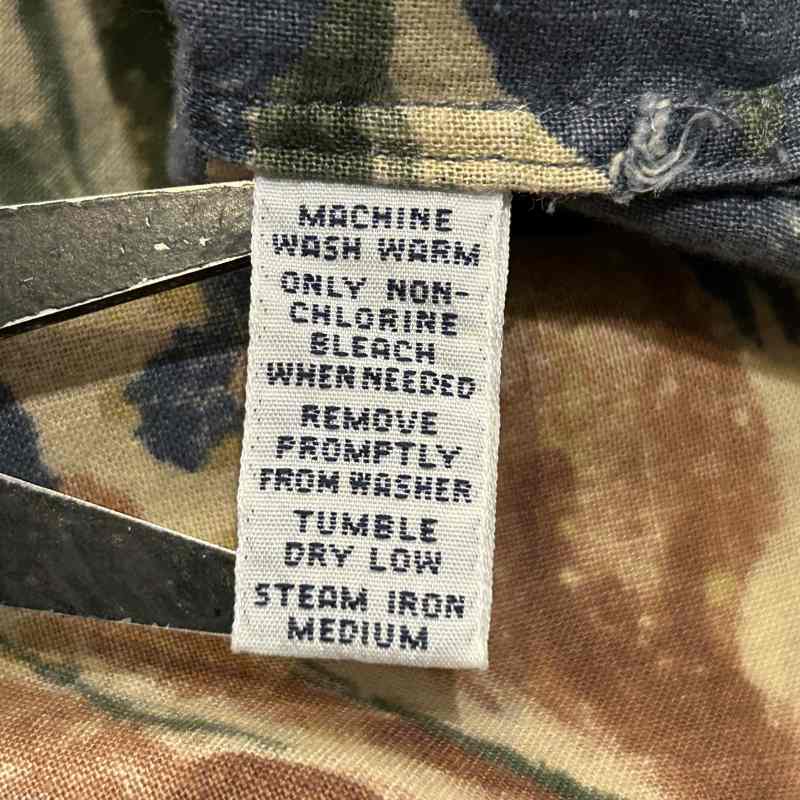 MACHINE
WASH WARM
ONLY NON-
CHLORINE
BLEACH
WHEN NEEDED
REMOVE
PROMPTLY
FROM WASHER
TUMBLE
DRY LOW
STEAM IRON
MEDIUM